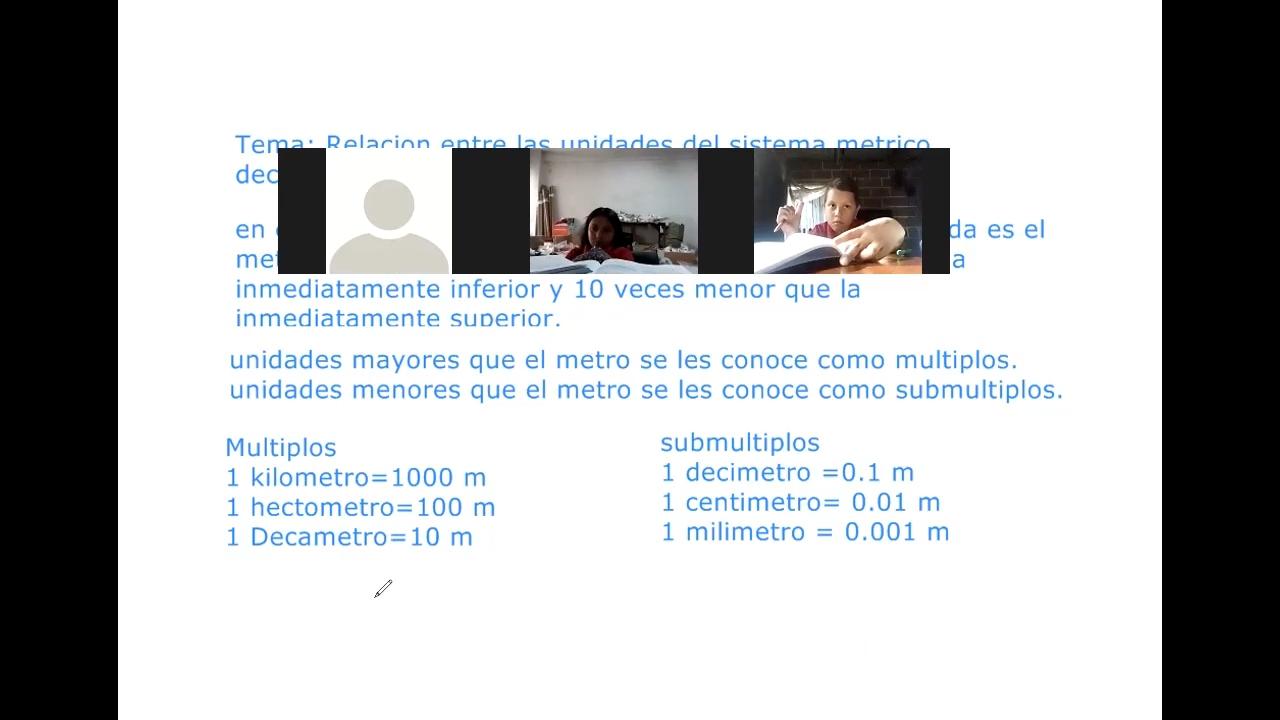 Tema: Relacion entre las unidades del sistema metrico
en
da es el
a
inmediatamente inferior y 10 veces menor que la
inmediatamente superior.
unidades mayores que el metro se les conoce como multiplos.
unidades menores que el metro se les conoce como submultiplos.
Multiplos
1 kilometro=1000 m
1 hectometro=100 m
1 Decametro=10 m
submultiplos
1 decimetro =0.1 m
1 centimetro= 0.01 m
1 milimetro = 0.001 m